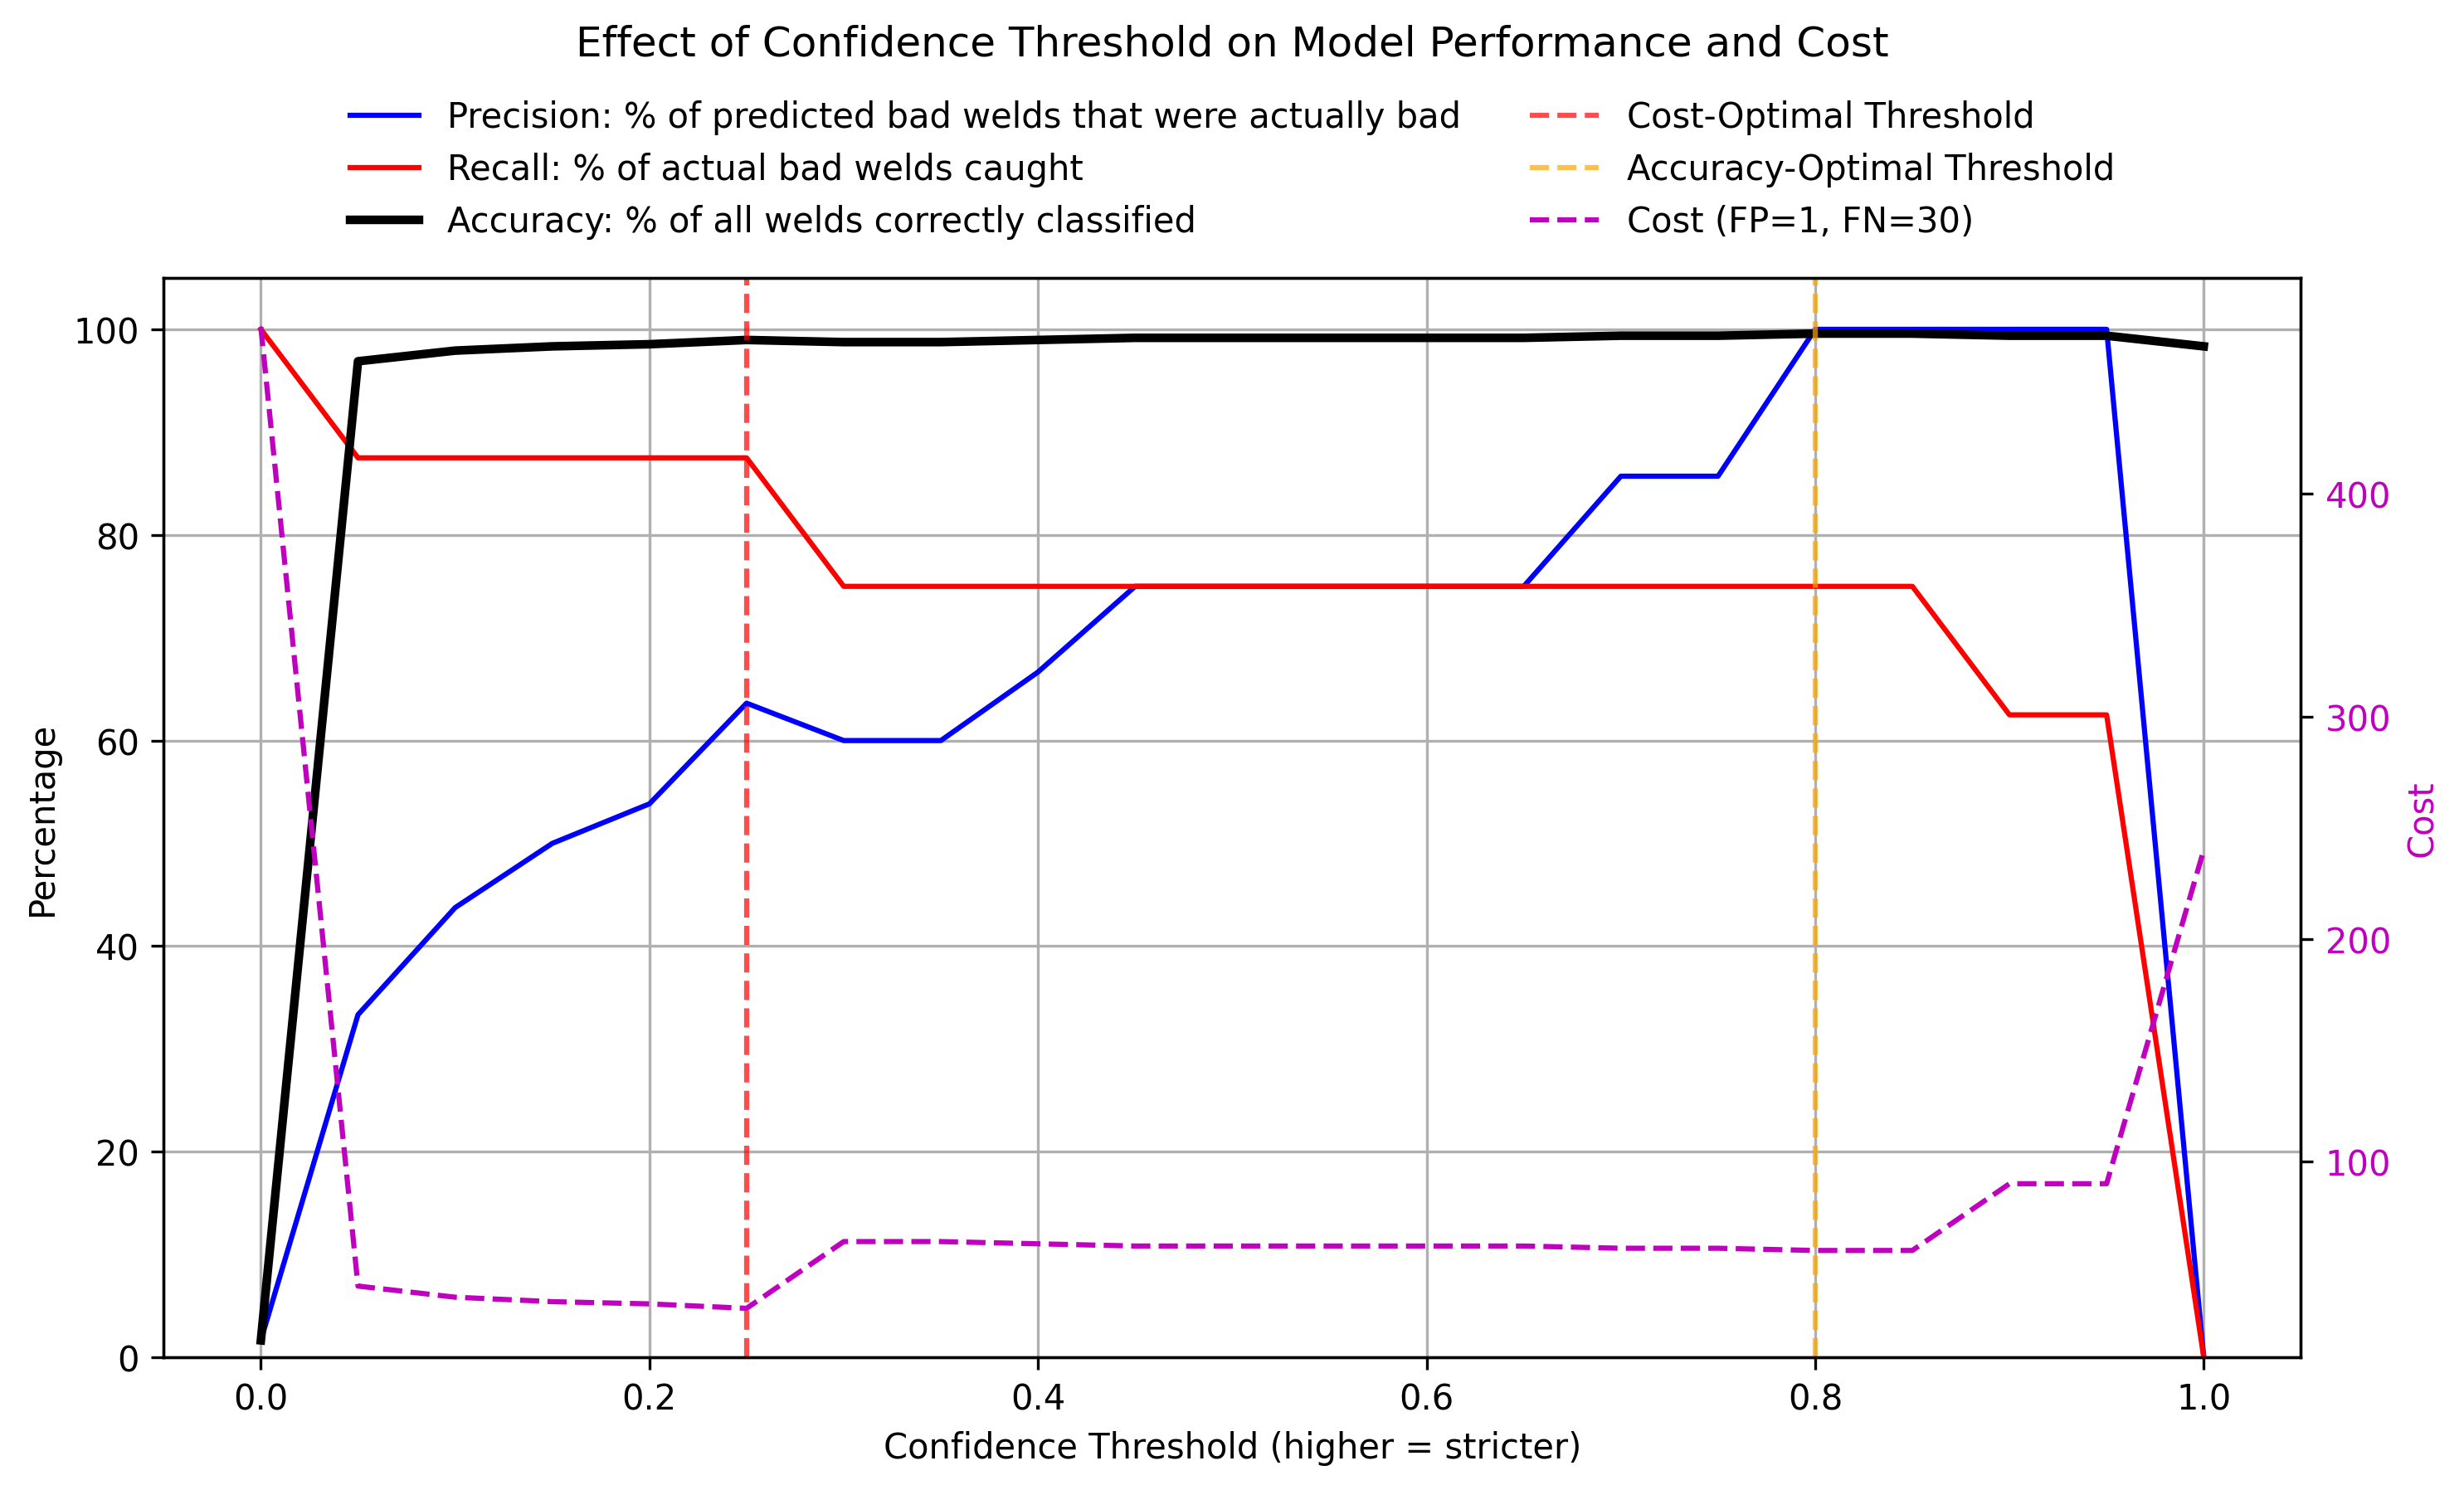 Effect of Confidence Threshold on Model Performance and Cost
Precision: % of predicted bad welds that were actually bad
Recall: % of actual bad welds caught
Accuracy: % of all welds correctly classified
Cost-Optimal Threshold
Accuracy-Optimal Threshold
Cost (FP=1, FN=30)
Percentage
100
80
60
40
20
0
400
300
200
100
Cost
0.0 0.2 0.4 0.6 0.8 1.0
Confidence Threshold (higher = stricter)